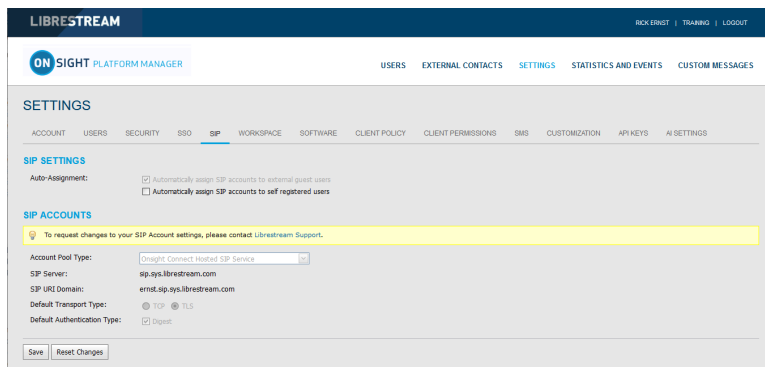 LIBRESTREAM
RICK ERNST | TRAINING | LOGOUT
ON SIGHT PLATFORM MANAGER
USERS EXTERNAL CONTACTS SETTINGS STATISTICS AND EVENTS CUSTOM MESSAGES
SETTINGS
ACCOUNT USERS SECURITY SSO SIP WORKSPACE SOFTWARE CLIENT POLICY CLIENT PERMISSIONS SMS CUSTOMIZATION API KEYS AI SETTINGS
SIP SETTINGS
Auto-Assignment: Automatically assign SIP accounts to external guest users
Automatically assign SIP accounts to self registered users
SIP ACCOUNTS
To request changes to your SIP Account settings, please contact Librestream Support.
Account Pool Type: Onsight Connect Hosted SIP Service
SIP Server: sip.sys.librestream.com
SIP URI Domain: ernst.sip.sys.librestream.com
Default Transport Type: TCP TLS
Default Authentication Type: Digest
Save Reset Changes